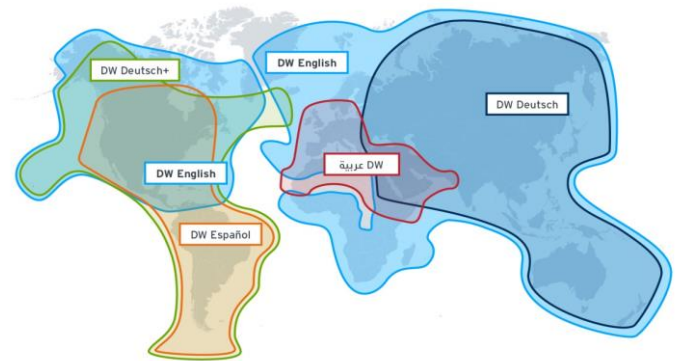 DW English
DW Deutsch+
DW Deutsch
DW عربية
DW English
DW Español